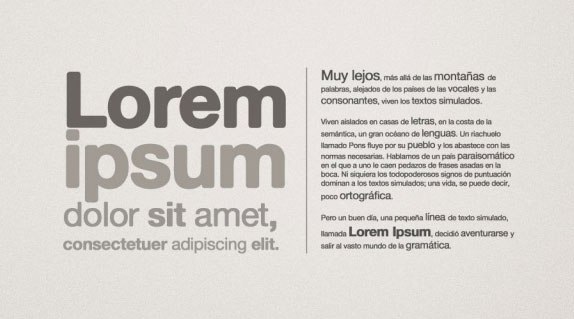 Lorem
ipsum
dolor sit amet,
consectetuer adipiscing elit.
Muy lejos, más allá de las montañas de
palabras, alejados de los países de las vocales y las
consonantes, viven los textos simulados.
Viven aislados en casas de letras, en la costa de la
semántica, un gran océano de lenguas. Un riachuelo
llamado Pons fluye por su pueblo y los abastece con las
normas necesarias. Hablamos de un país paraisomático
en el que a uno le caen pedazos de frases asadas en la
boca. Ni siquiera los todopoderosos signos de puntuación
dominan a los textos simulados; una vida, se puede decir,
poco ortográfica.
Pero un buen día, una pequeña línea de texto simulado,
llamada Lorem Ipsum, decidió aventurarse y
salir al vasto mundo de la gramática.